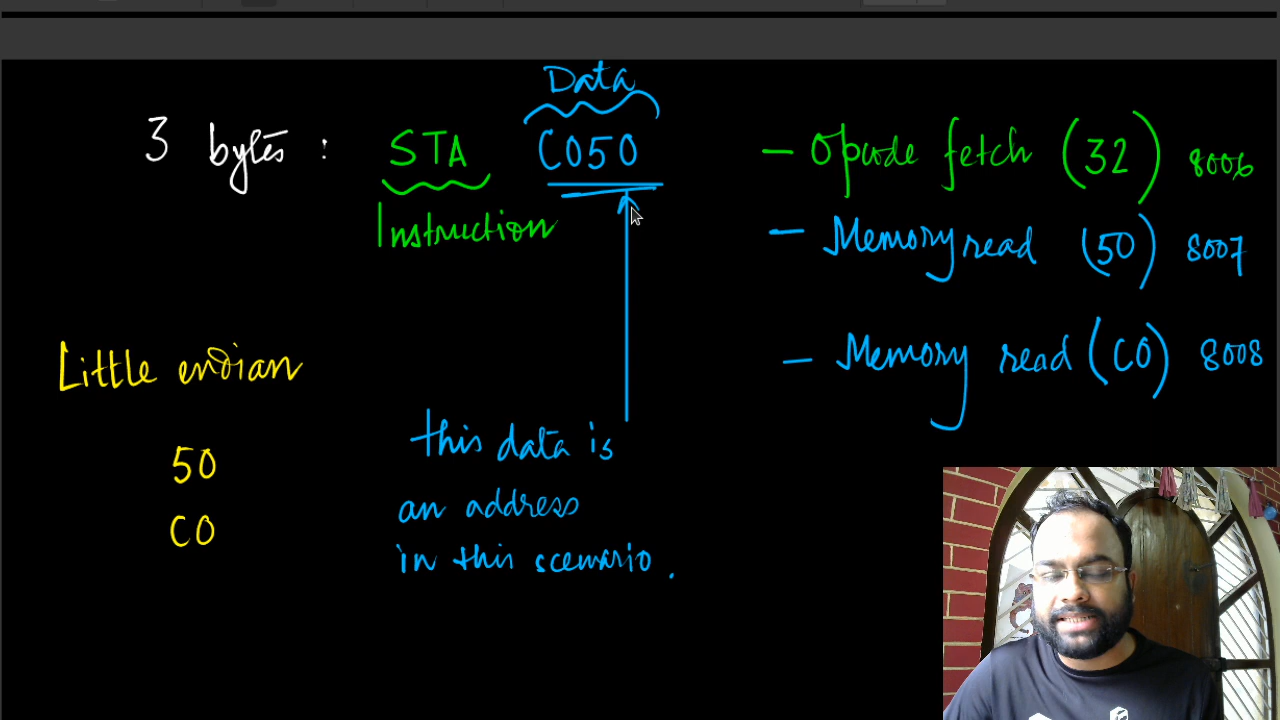 Data
3 bytes : STA C050
Instruction
- Opcode fetch (32) 8006
- Memory read (50) 8007
- Memory read (C0) 8008
Little endian
50
C0
this data is
an address
in this scenario.